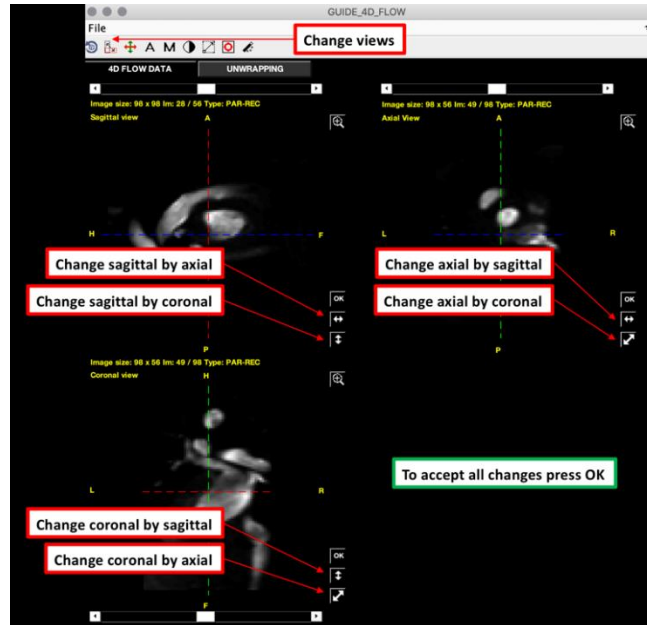 GUIDE_4D_FLOW
File
Change views
A M
4D FLOW DATA
UNWRAPPING
Image size: 98 x 98 Im: 28 / 56 Type: PAR-REC
Sagittal view
A
H
F
P
Change sagittal by axial
Change sagittal by coronal
OK
Image size: 98 x 56 Im: 49 / 98 Type: PAR-REC
Axial View
A
L
R
P
Change axial by sagittal
Change axial by coronal
OK
Image size: 98 x 56 Im: 49 / 98 Type: PAR-REC
Coronal view
H
L
R
F
Change coronal by sagittal
Change coronal by axial
OK
To accept all changes press OK